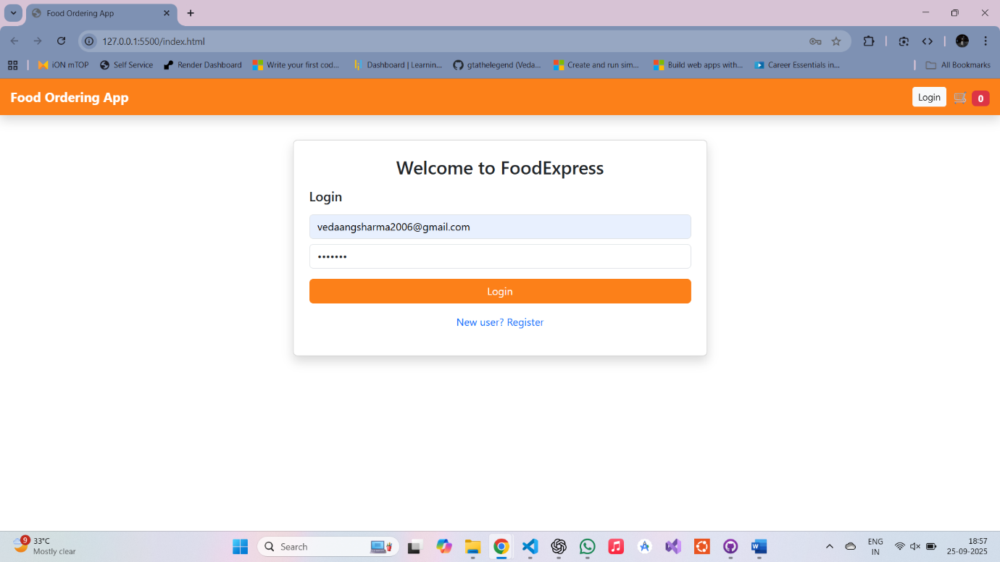 Food Ordering App
127.0.0.1:5500/index.html
iON mTOP Self Service Render Dashboard Write your first cod... Dashboard | Learnin... gtathelegend (Veda... Create and run sim... Build web apps with... Career Essentials in... All Bookmarks
Food Ordering App Login 0
Welcome to FoodExpress
Login
vedaangsharma2006@gmail.com
•••••••
Login
New user? Register
9 33°C
Mostly clear
Search
ENG
IN
18:57
25-09-2025